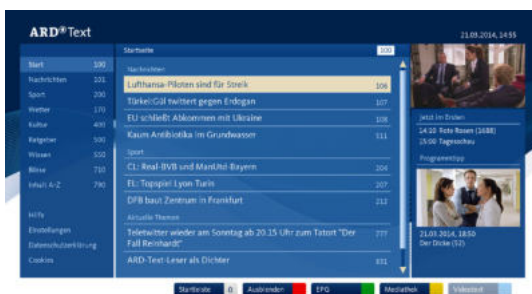 ARD® Text
21.03.2014, 14:55
Startseite 100
Start 100
Nachrichten 101
Sport 200
Wetter 170
Kultur 400
Ratgeber 500
Wissen 550
Börse 710
Inhalt A-Z 790
Hilfe
Einstellungen
Datenschutzerklärung
Cookies
Nachrichten
Lufthansa-Piloten sind für Streik 106
Türkei:Gül twittert gegen Erdogan 107
EU schließt Abkommen mit Ukraine 108
Kaum Antibiotika im Grundwasser 511
Sport
CL: Real-BVB und ManUtd-Bayern 204
EL: Topspiel Lyon-Turin 207
DFB baut Zentrum in Frankfurt 212
Aktuelle Themen
Teletwitter wieder am Sonntag ab 20.15 Uhr zum Tatort "Der 777
Fall Reinhardt"
ARD-Text-Leser als Dichter 831
Jetzt im Ersten
14:10 Rote Rosen (1688)
15:00 Tagesschau
Programmtipp
21.03.2014, 18:50
Der Dicke (52)
Startleiste 0 Ausblenden EPG Mediathek Videotext